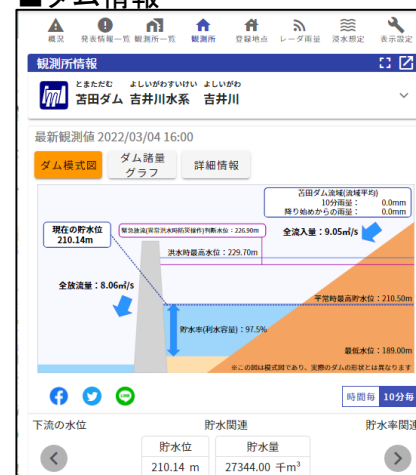 ■ダム情報
概況 発表情報一覧 観測所一覧 観測所 登録地点 レーダ雨量 浸水想定 表示設定
観測所情報
とまただむ よしいがわすいけい よしいがわ
苫田ダム 吉井川水系 吉井川
最新観測値 2022/03/04 16:00
ダム模式図
ダム諸量
グラフ
詳細情報
苫田ダム流域(流域平均)
10分雨量： 0.0mm
降り始めからの雨量： 0.0mm
現在の貯水位
210.14m
緊急放流(異常洪水時防災操作)判断水位：226.90m
全流入量：9.05㎥/s
洪水時最高水位：229.70m
全放流量：8.06㎥/s
平常時最高貯水位：210.50m
貯水率(利水容量)：97.5%
最低水位：189.00m
※この図は模式図であり、実際のダムの形状とは異なります
LINE
時間毎 10分毎
下流の水位 貯水関連 貯水率関連
貯水位 貯水量
210.14 m 27344.00 千m³